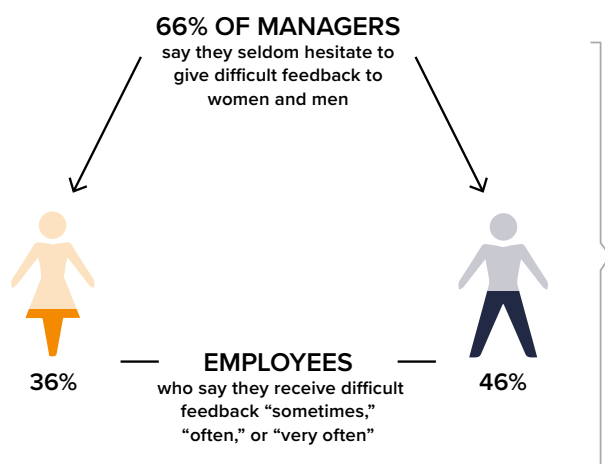 66% OF MANAGERS
say they seldom hesitate to
give difficult feedback to
women and men
36%
EMPLOYEES
who say they receive difficult
feedback “sometimes,”
“often,” or “very often”
46%